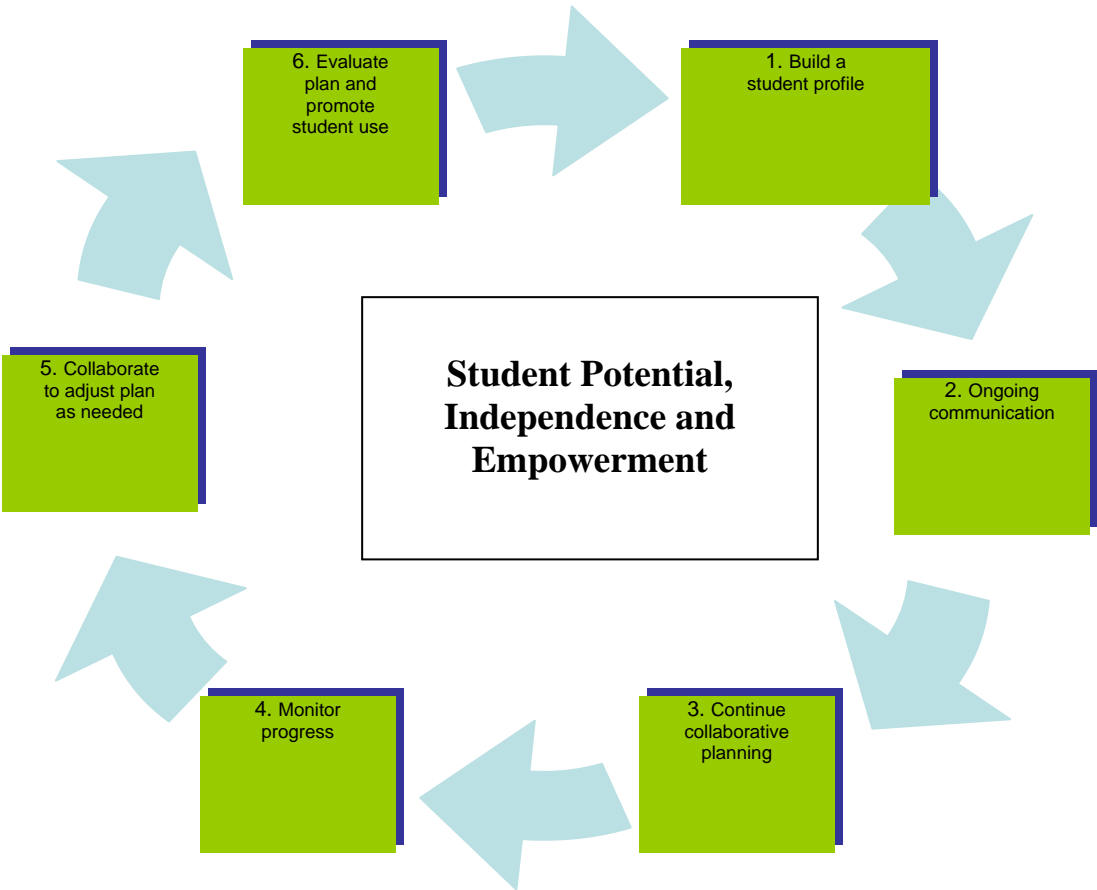 6. Evaluate
plan and
promote
student use
1. Build a
student profile
5. Collaborate
to adjust plan
as needed
Student Potential,
Independence and
Empowerment
2. Ongoing
communication
4. Monitor
progress
3. Continue
collaborative
planning